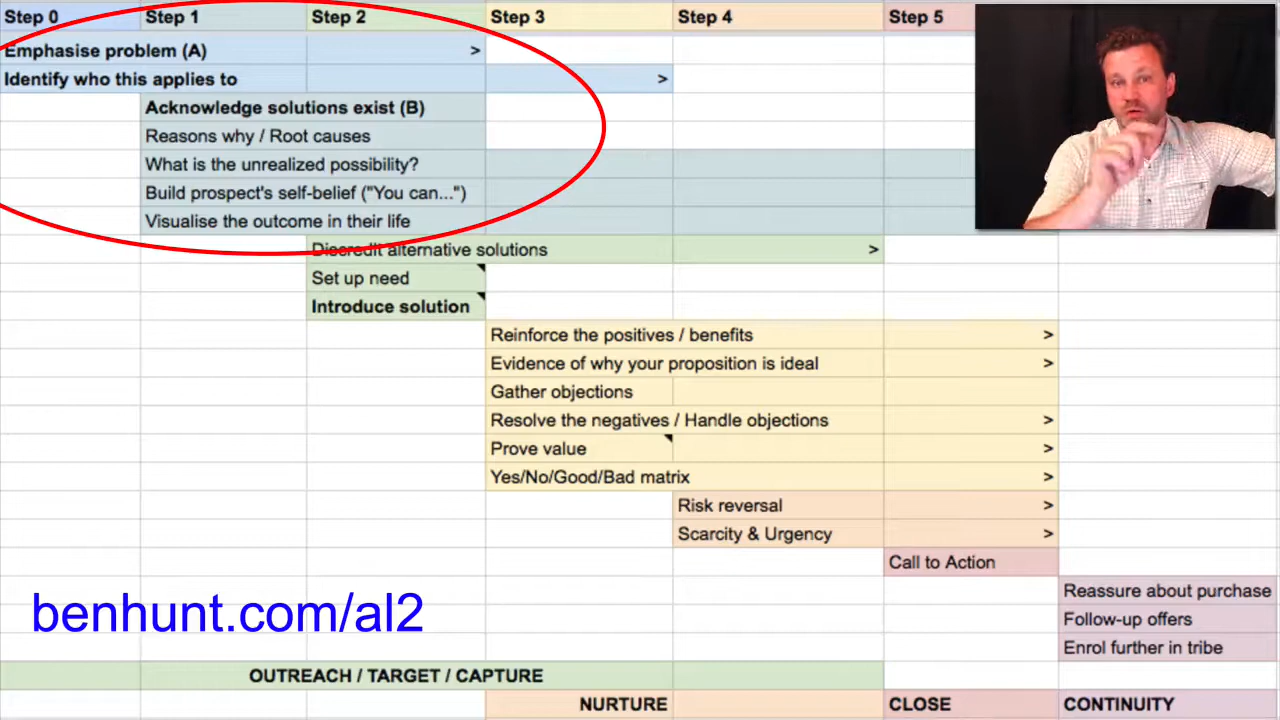 Step 0 Step 1 Step 2 Step 3 Step 4 Step 5
Emphasise problem (A) >
Identify who this applies to >
Acknowledge solutions exist (B)
Reasons why / Root causes
What is the unrealized possibility?
Build prospect's self-belief ("You can...")
Visualise the outcome in their life
Discredit alternative solutions >
Set up need
Introduce solution
Reinforce the positives / benefits >
Evidence of why your proposition is ideal >
Gather objections
Resolve the negatives / Handle objections >
Prove value >
Yes/No/Good/Bad matrix >
Risk reversal >
Scarcity & Urgency >
Call to Action
Reassure about purchase
benhunt.com/al2
Follow-up offers
Enrol further in tribe
OUTREACH / TARGET / CAPTURE
NURTURE CLOSE CONTINUITY